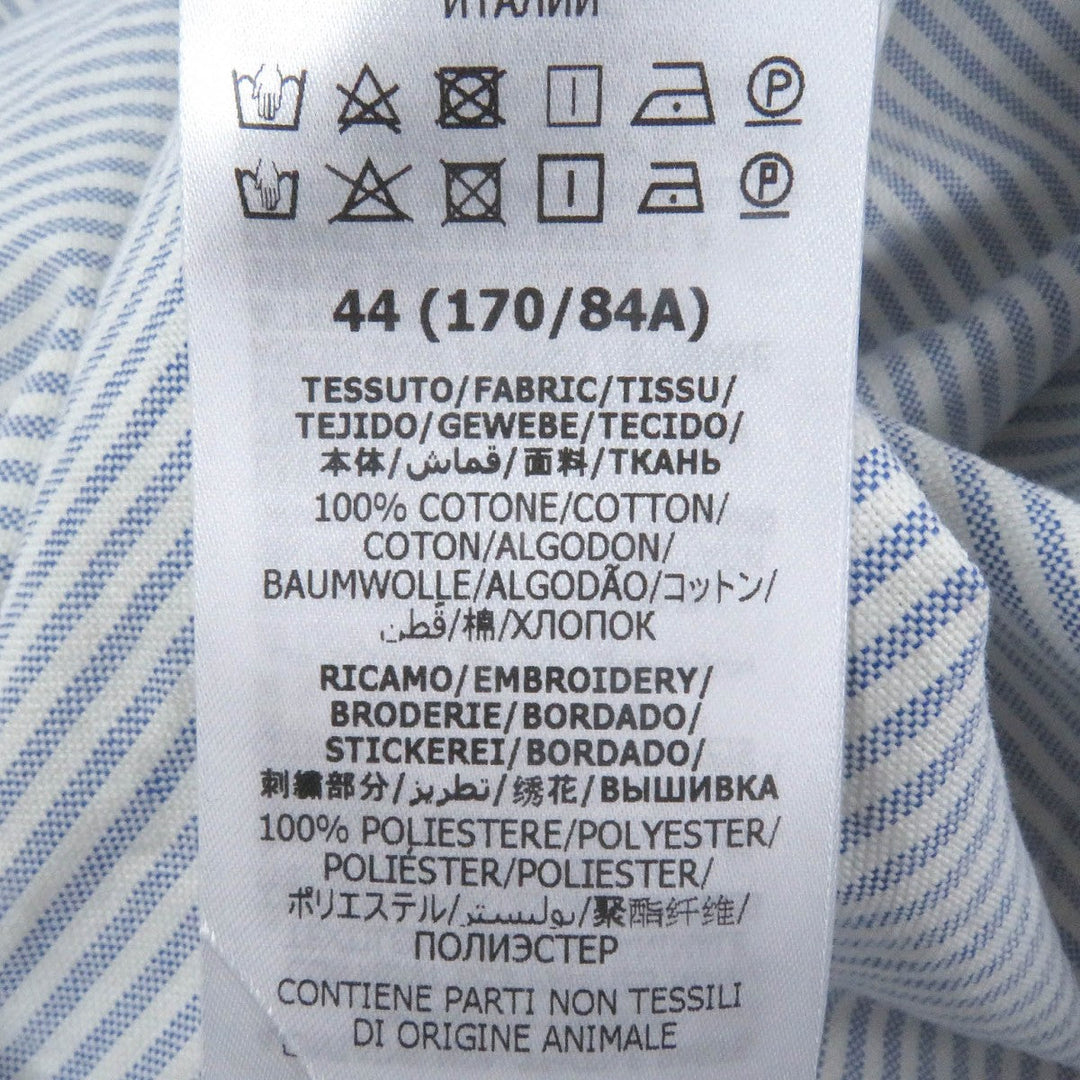 ИТАЛИИ
P
P
44 (170/84A)
TESSUTO/FABRIC/TISSU/
TEJIDO/GEWEBE/TECIDO/
本体/قماش/面料/ТКАНЬ
100% COTONE/COTTON/
COTON/ALGODON/
BAUMWOLLE/ALGODÃO/コットン/
قُطن/棉/ХЛОПОК
RICAMO/EMBROIDERY/
BRODERIE/BORDADO/
STICKEREI/BORDADO/
刺繍部分/تطريز/绣花/ВЫШИВКА
100% POLIESTERE/POLYESTER/
POLIÉSTER/POLIESTER/
ポリエステル/بوليستر/聚酯纤维/
ПОЛИЭСТЕР
CONTIENE PARTI NON TESSILI
DI ORIGINE ANIMALE